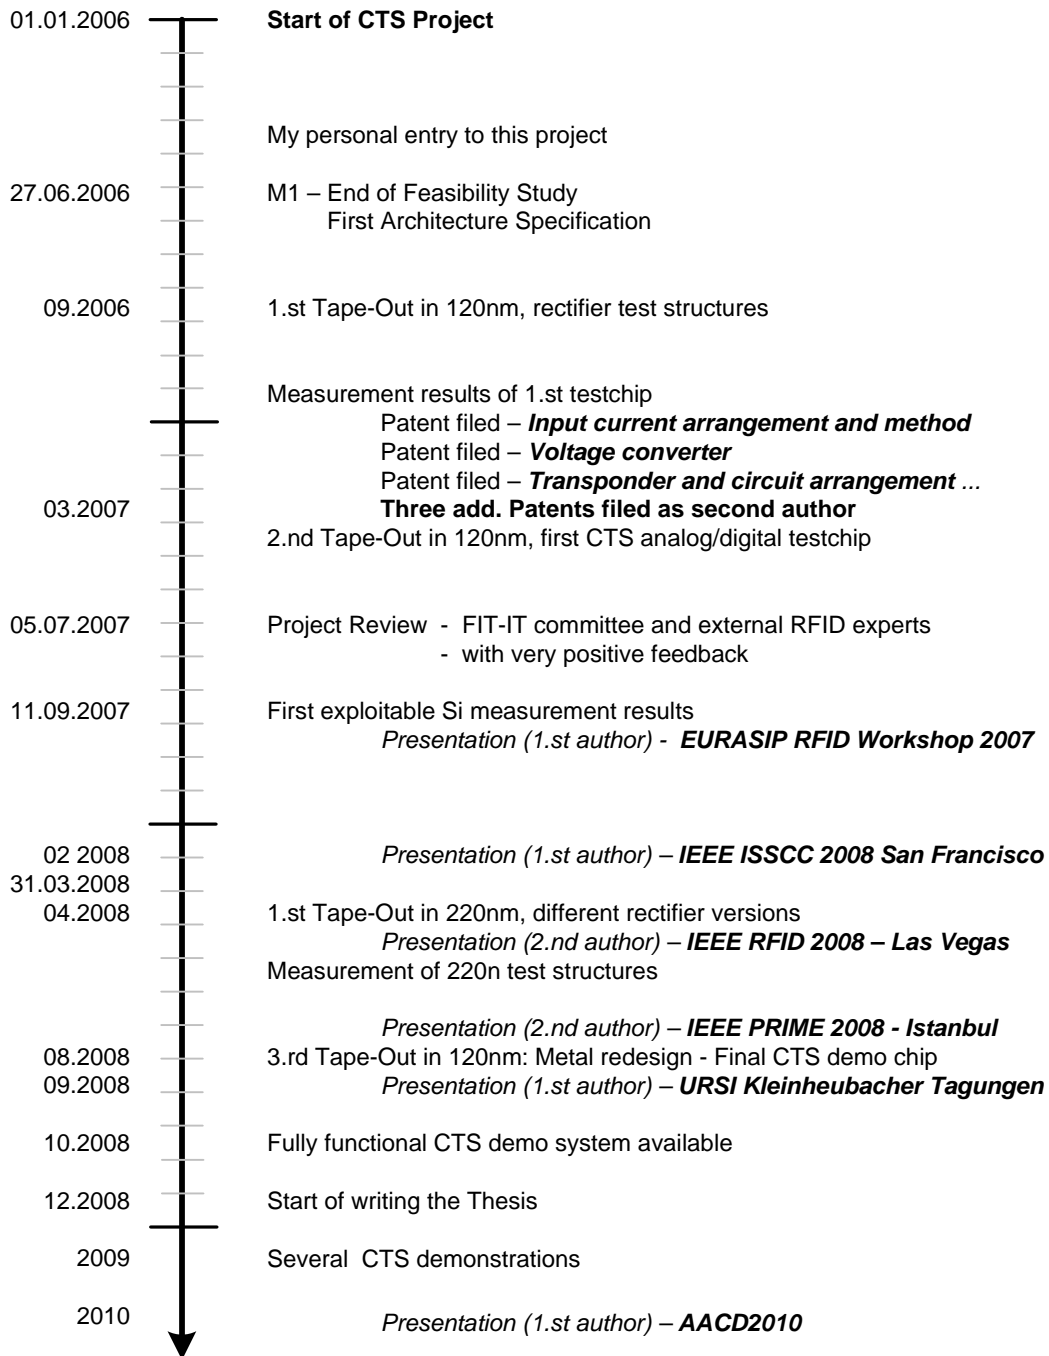 01.01.2006 Start of CTS Project
My personal entry to this project
27.06.2006 M1 – End of Feasibility Study
First Architecture Specification
09.2006 1.st Tape-Out in 120nm, rectifier test structures
Measurement results of 1.st testchip
Patent filed – Input current arrangement and method
Patent filed – Voltage converter
Patent filed – Transponder and circuit arrangement ...
03.2007 Three add. Patents filed as second author
2.nd Tape-Out in 120nm, first CTS analog/digital testchip
05.07.2007 Project Review - FIT-IT committee and external RFID experts
- with very positive feedback
11.09.2007 First exploitable Si measurement results
Presentation (1.st author) - EURASIP RFID Workshop 2007
02 2008 Presentation (1.st author) – IEEE ISSCC 2008 San Francisco
31.03.2008
04.2008 1.st Tape-Out in 220nm, different rectifier versions
Presentation (2.nd author) – IEEE RFID 2008 – Las Vegas
Measurement of 220n test structures
Presentation (2.nd author) – IEEE PRIME 2008 - Istanbul
08.2008 3.rd Tape-Out in 120nm: Metal redesign - Final CTS demo chip
09.2008 Presentation (1.st author) – URSI Kleinheubacher Tagungen
10.2008 Fully functional CTS demo system available
12.2008 Start of writing the Thesis
2009 Several CTS demonstrations
2010 Presentation (1.st author) – AACD2010